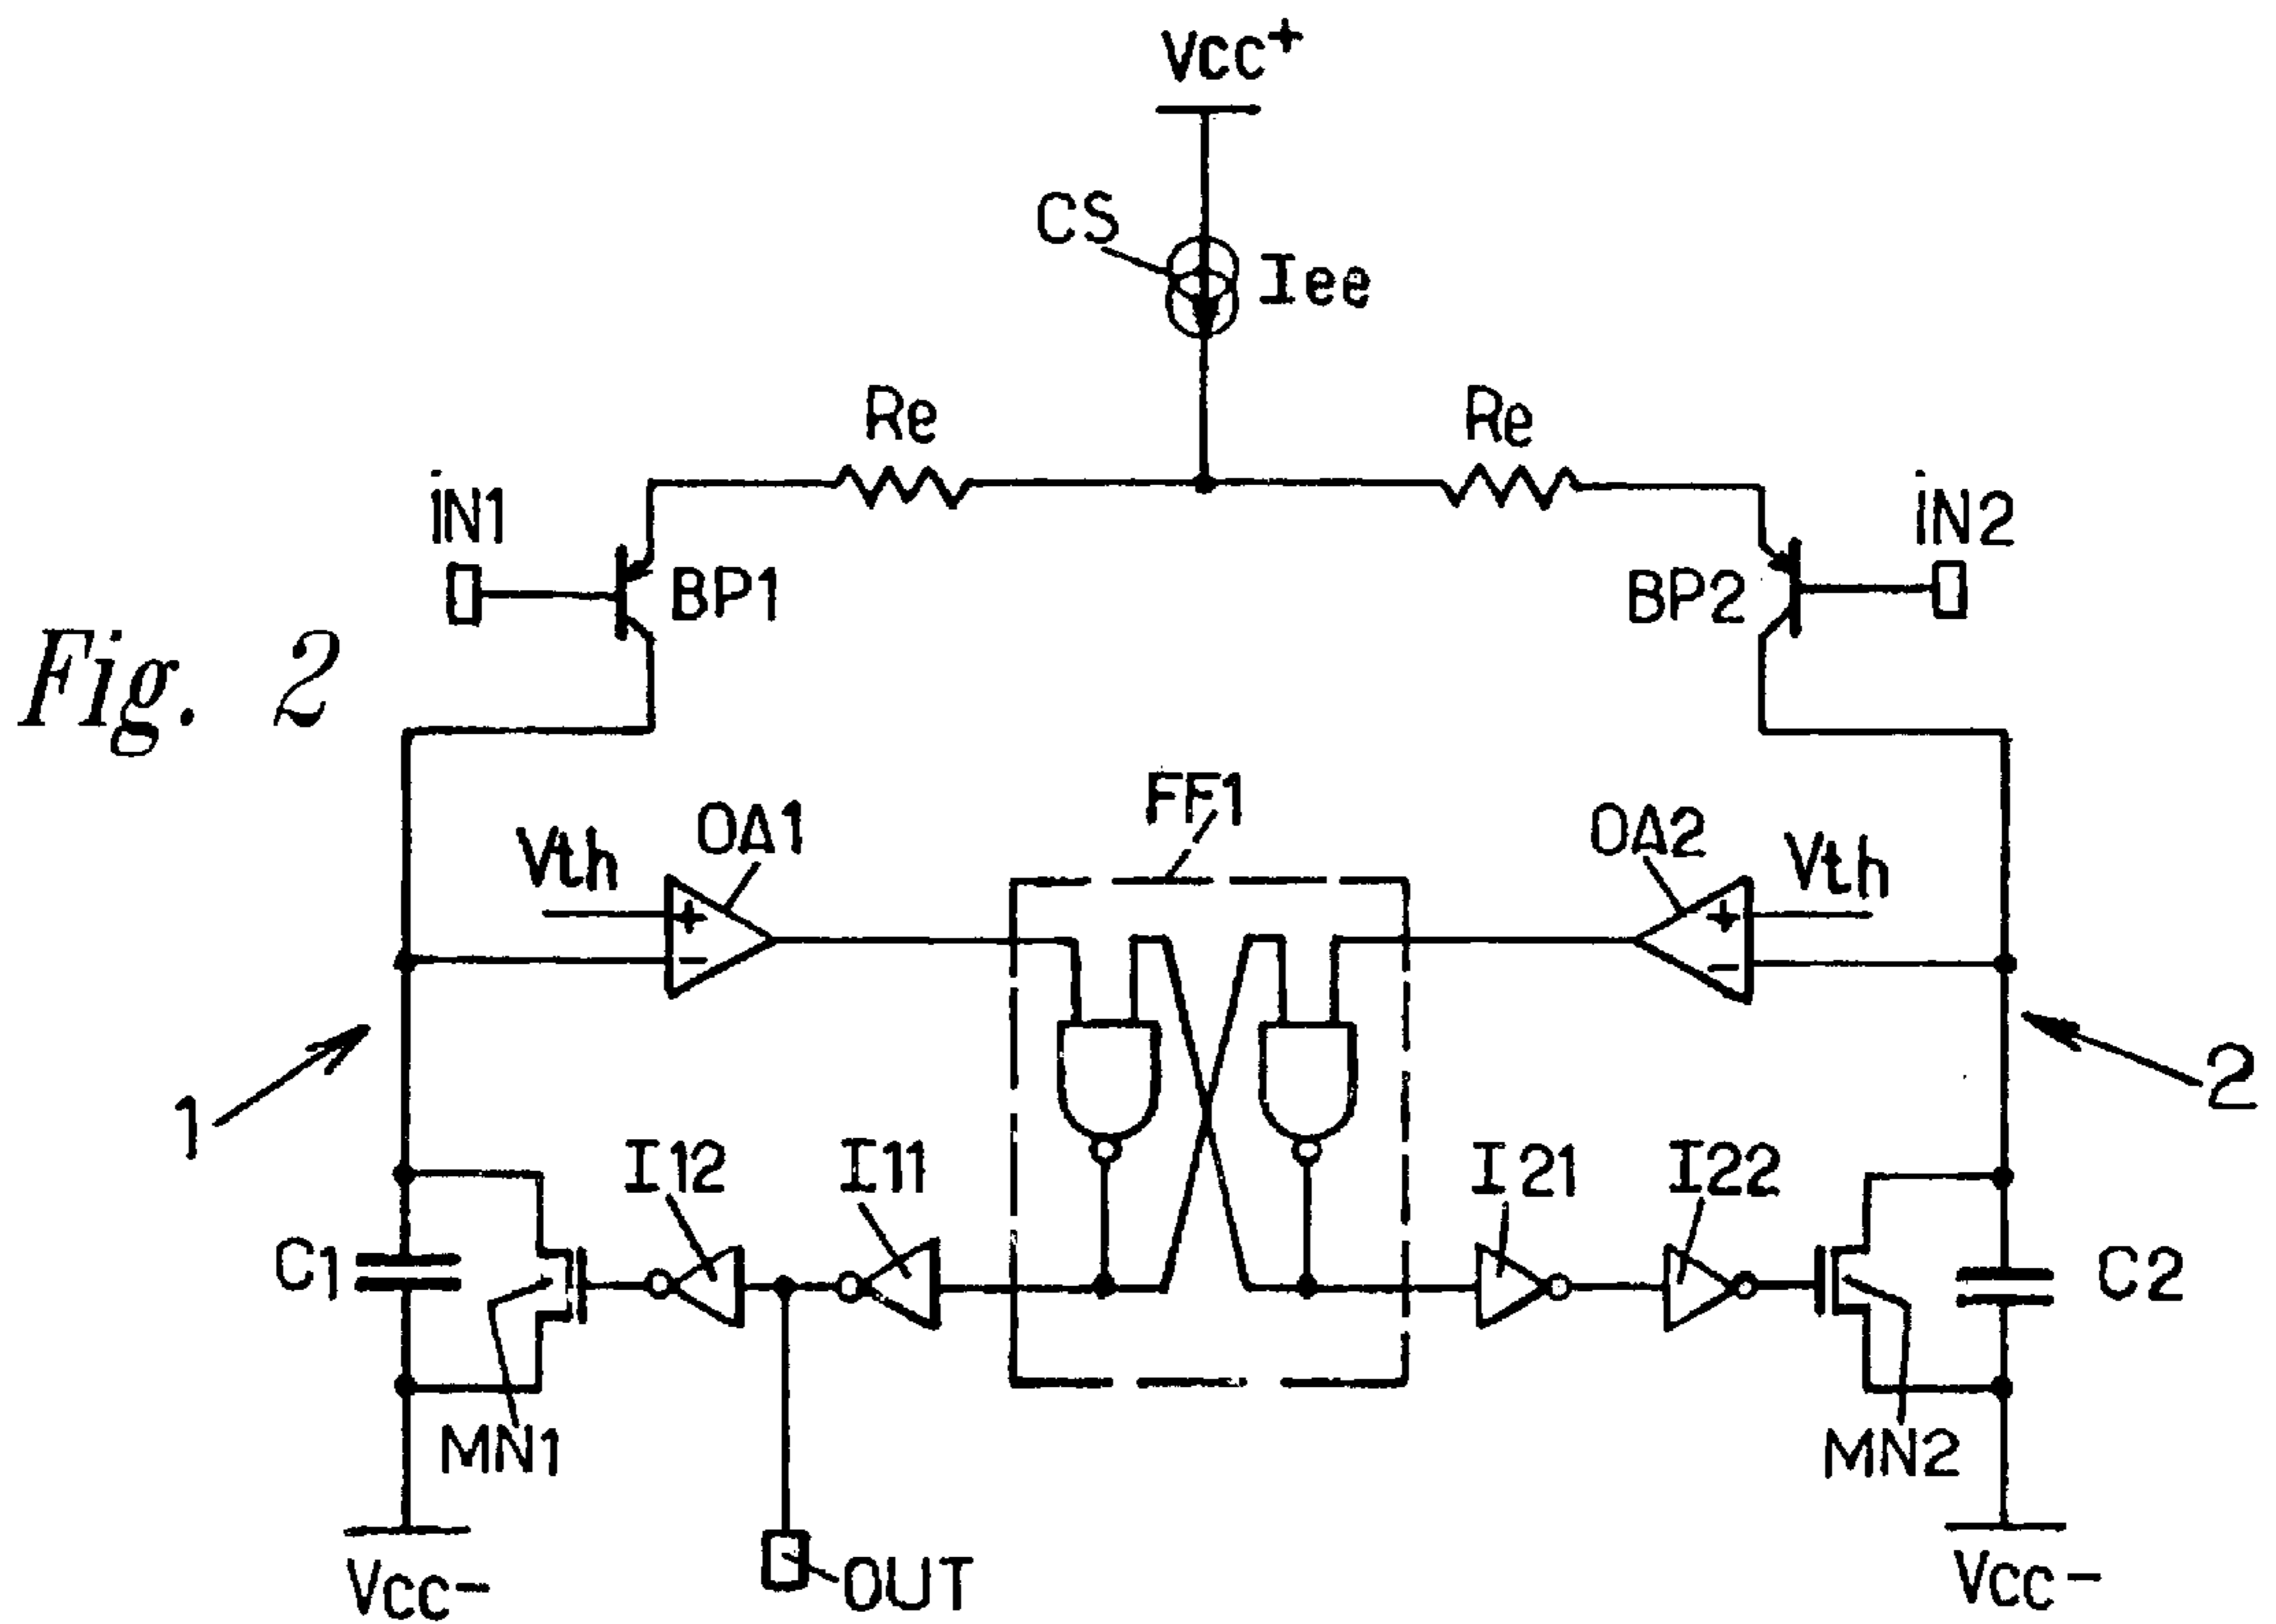 Vcc+
CS
Iee
Re
Re
iN1
iN2
BP1
BP2
Fig. 2
FF1
OA1
OA2
Vth
Vth
+
+
-
-
1
2
I12
I11
I21
I22
C1
C2
MN1
MN2
OUT
Vcc-
Vcc-